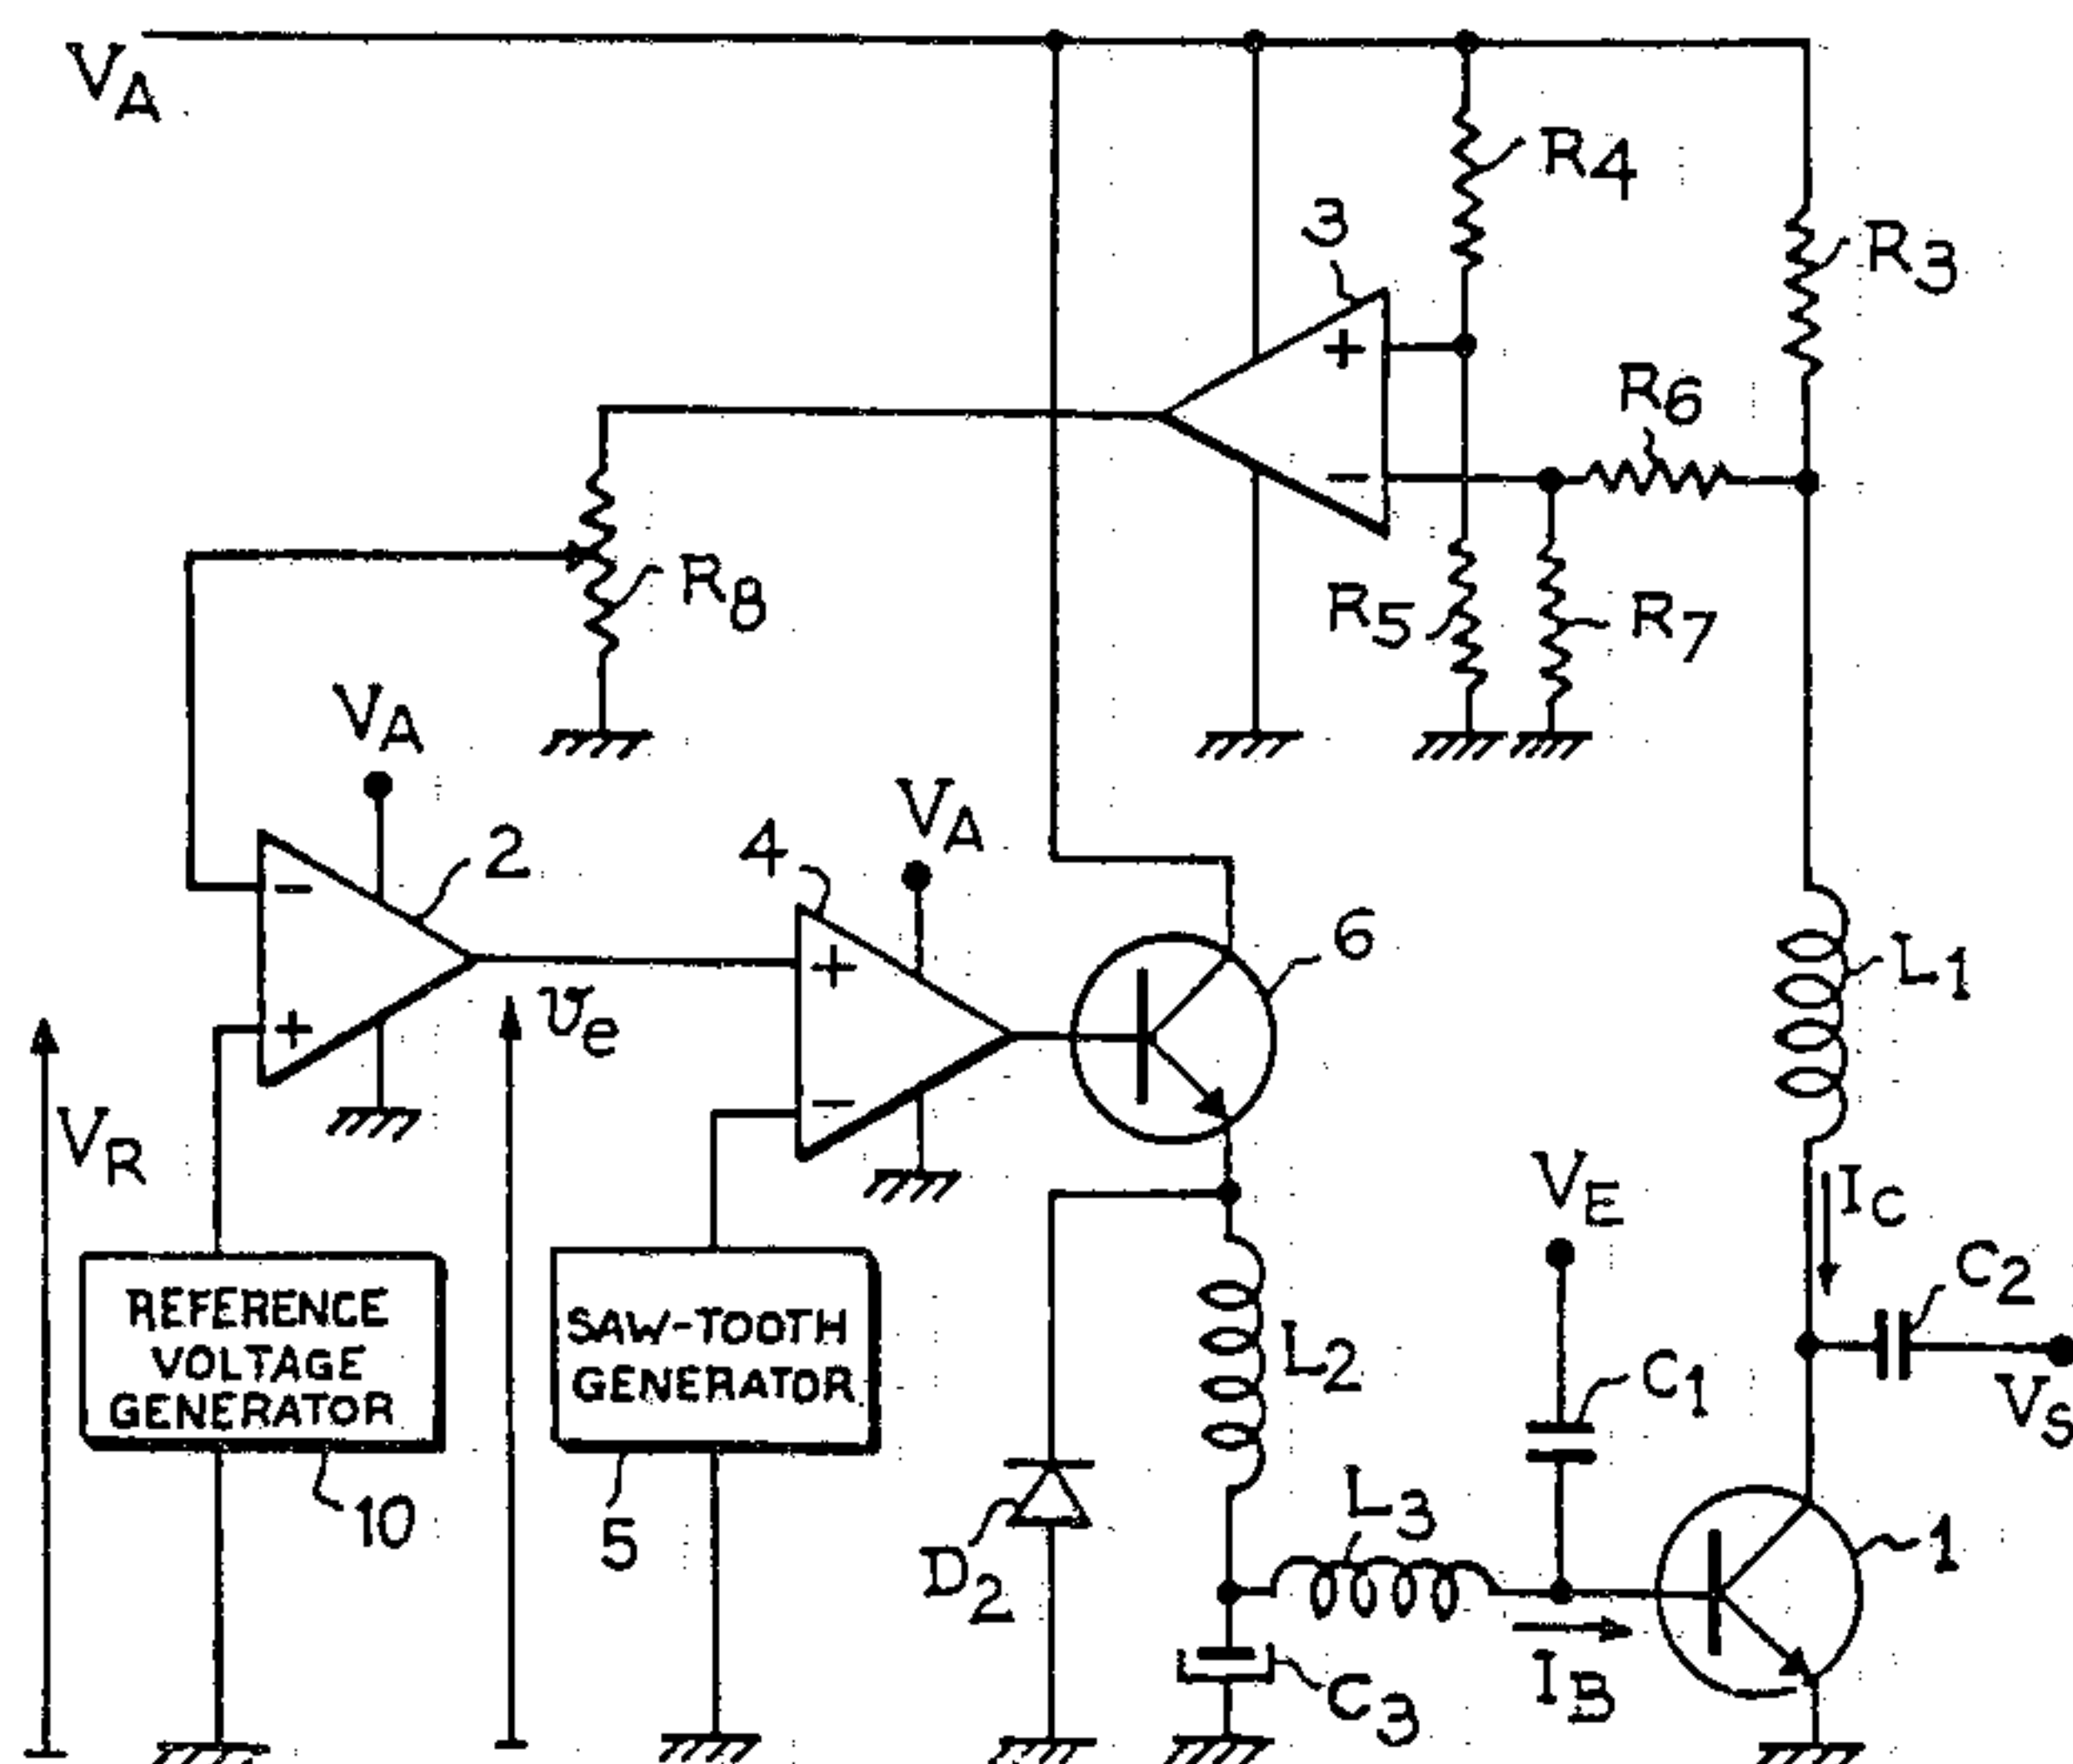 VA
R4
3
R3
R6
R8
R5
R7
VA
2
4
VA
6
L1
ve
VR
VE
IC
C2
REFERENCE
VOLTAGE
GENERATOR
SAW-TOOTH
GENERATOR
L2
C1
VS
10
5
D2
L3
1
C3
IB
+
−
−
+
+
−